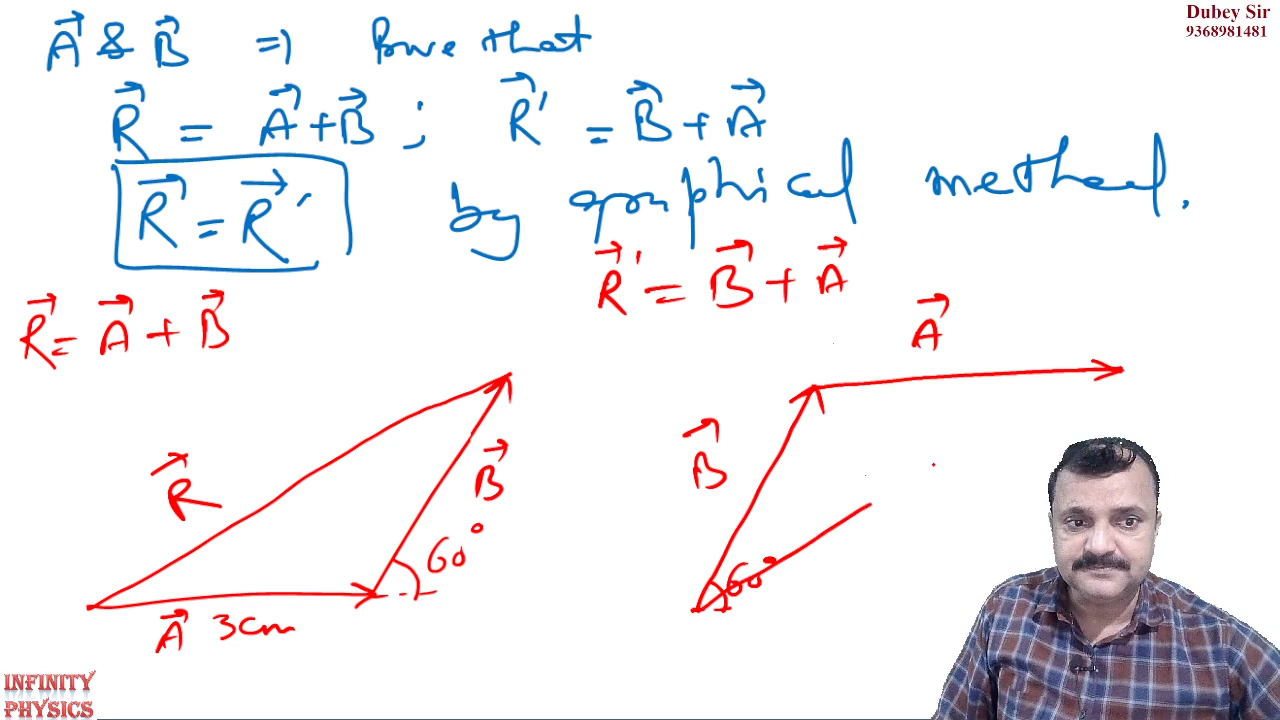 Dubey Sir
9368981481
A⃗ & B⃗ ⇒ Prove that
R⃗ = A⃗ + B⃗ ; R⃗' = B⃗ + A⃗
R⃗ = R⃗' by graphical method.
R⃗' = B⃗ + A⃗
R⃗ = A⃗ + B⃗
A⃗
R⃗
B⃗
B⃗
60°
60°
A⃗ 3cm
INFINITY
PHYSICS